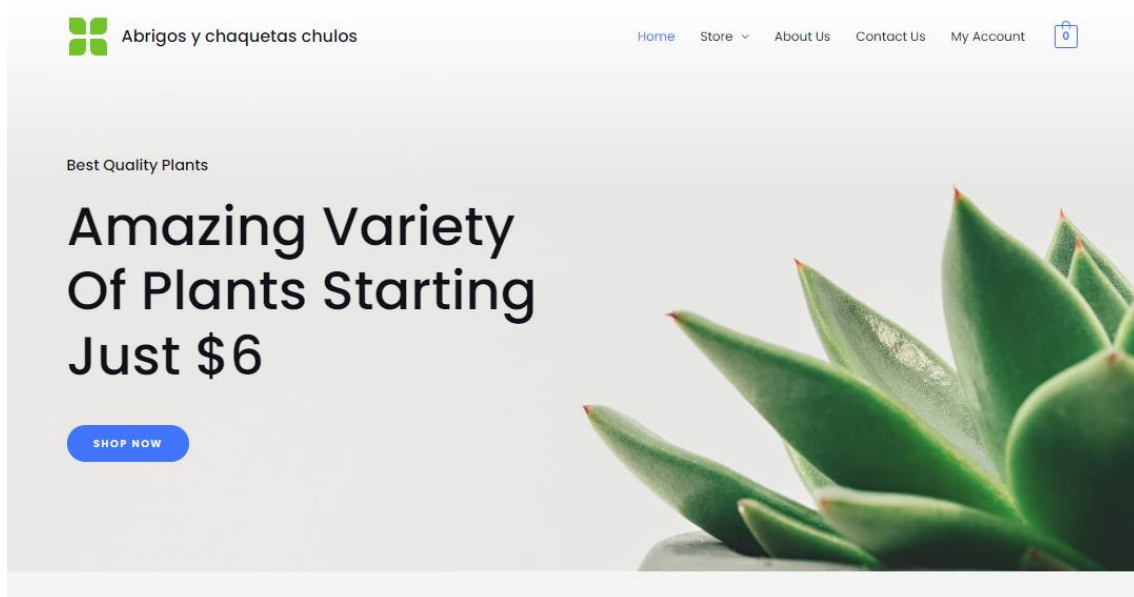 Abrigos y chaquetas chulos
Home Store About Us Contact Us My Account 0
Best Quality Plants
Amazing Variety
Of Plants Starting
Just $6
SHOP NOW